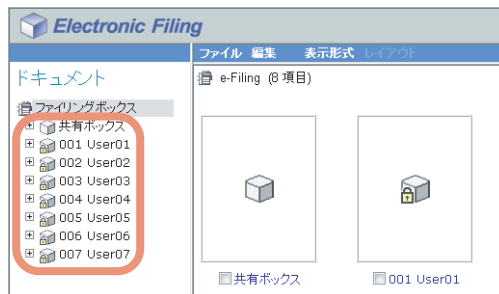 Electronic Filing
ファイル 編集 表示形式 レイアウト
ドキュメント
e-Filing (8 項目)
ファイリングボックス
共有ボックス
001 User01
002 User02
003 User03
004 User04
005 User05
006 User06
007 User07
共有ボックス
001 User01